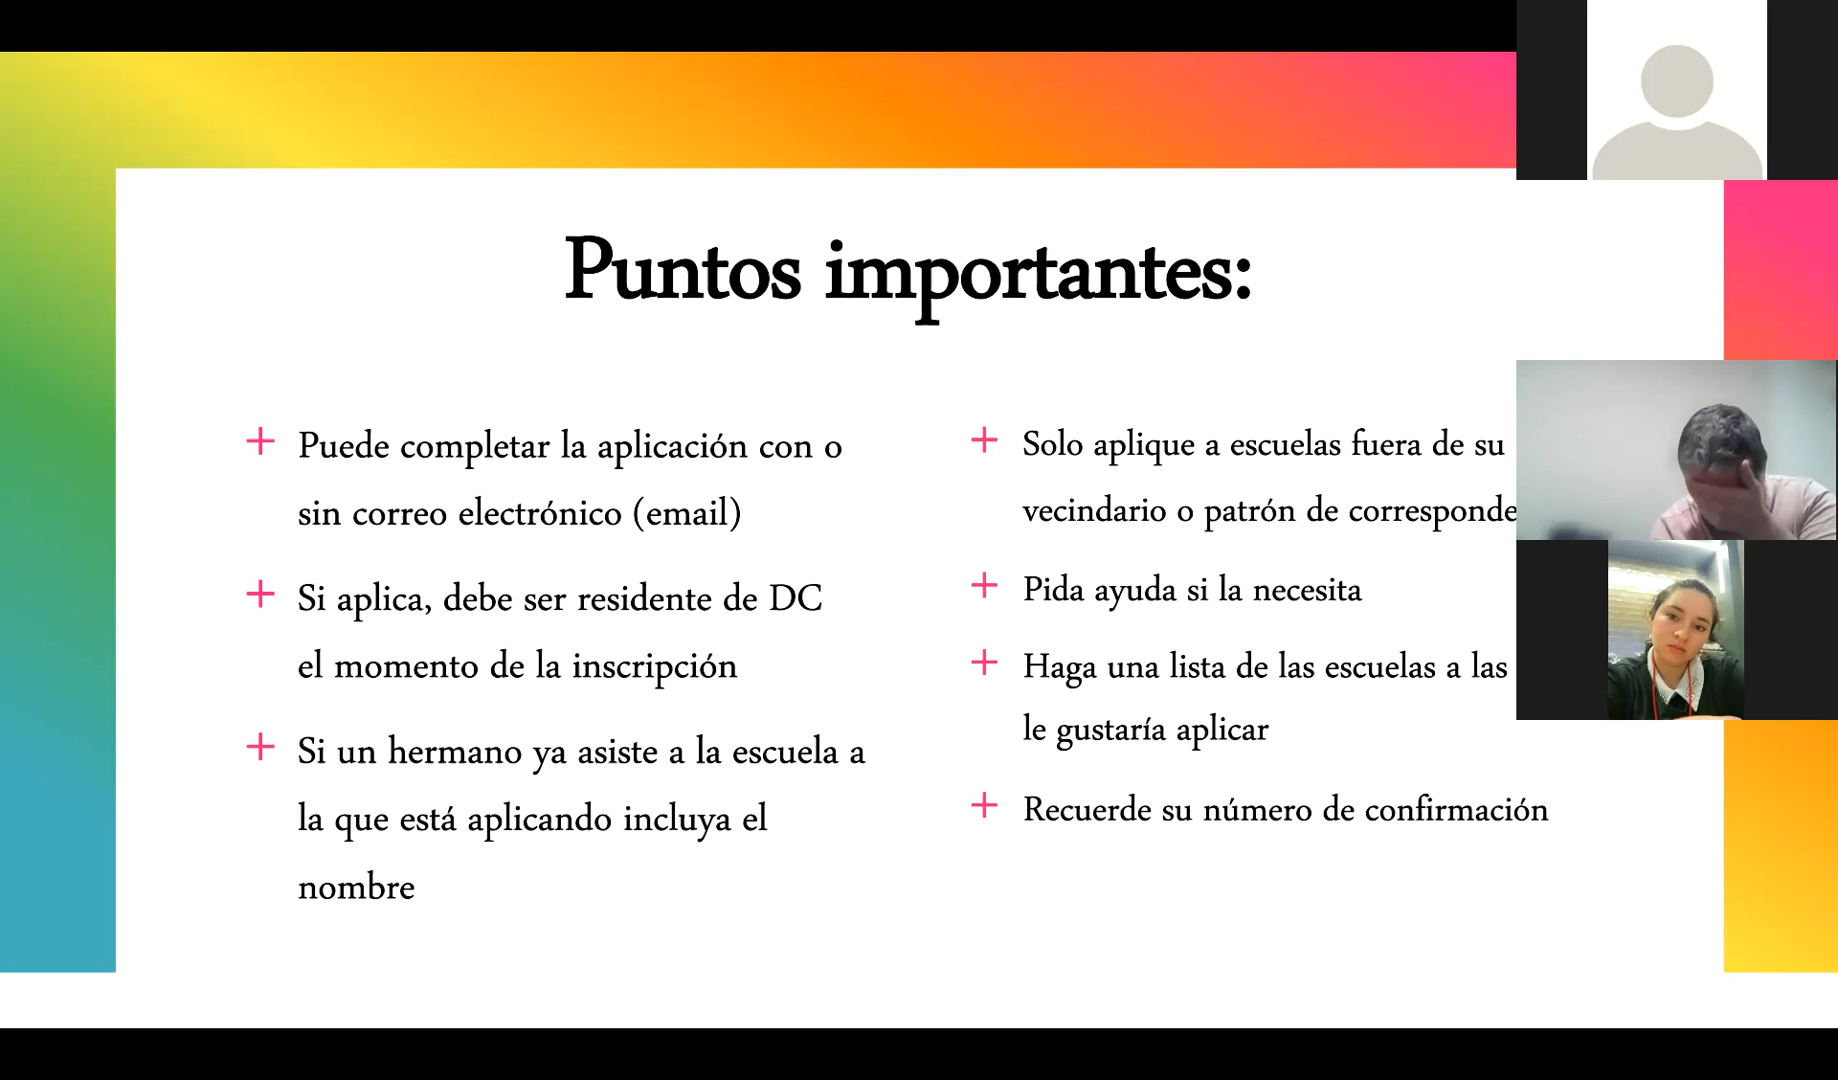 Puntos importantes:
Puede completar la aplicación con o
sin correo electrónico (email)
Si aplica, debe ser residente de DC
el momento de la inscripción
Si un hermano ya asiste a la escuela a
la que está aplicando incluya el
nombre
Solo aplique a escuelas fuera de su
vecindario o patrón de corresponde
Pida ayuda si la necesita
Haga una lista de las escuelas a las
le gustaría aplicar
Recuerde su número de confirmación